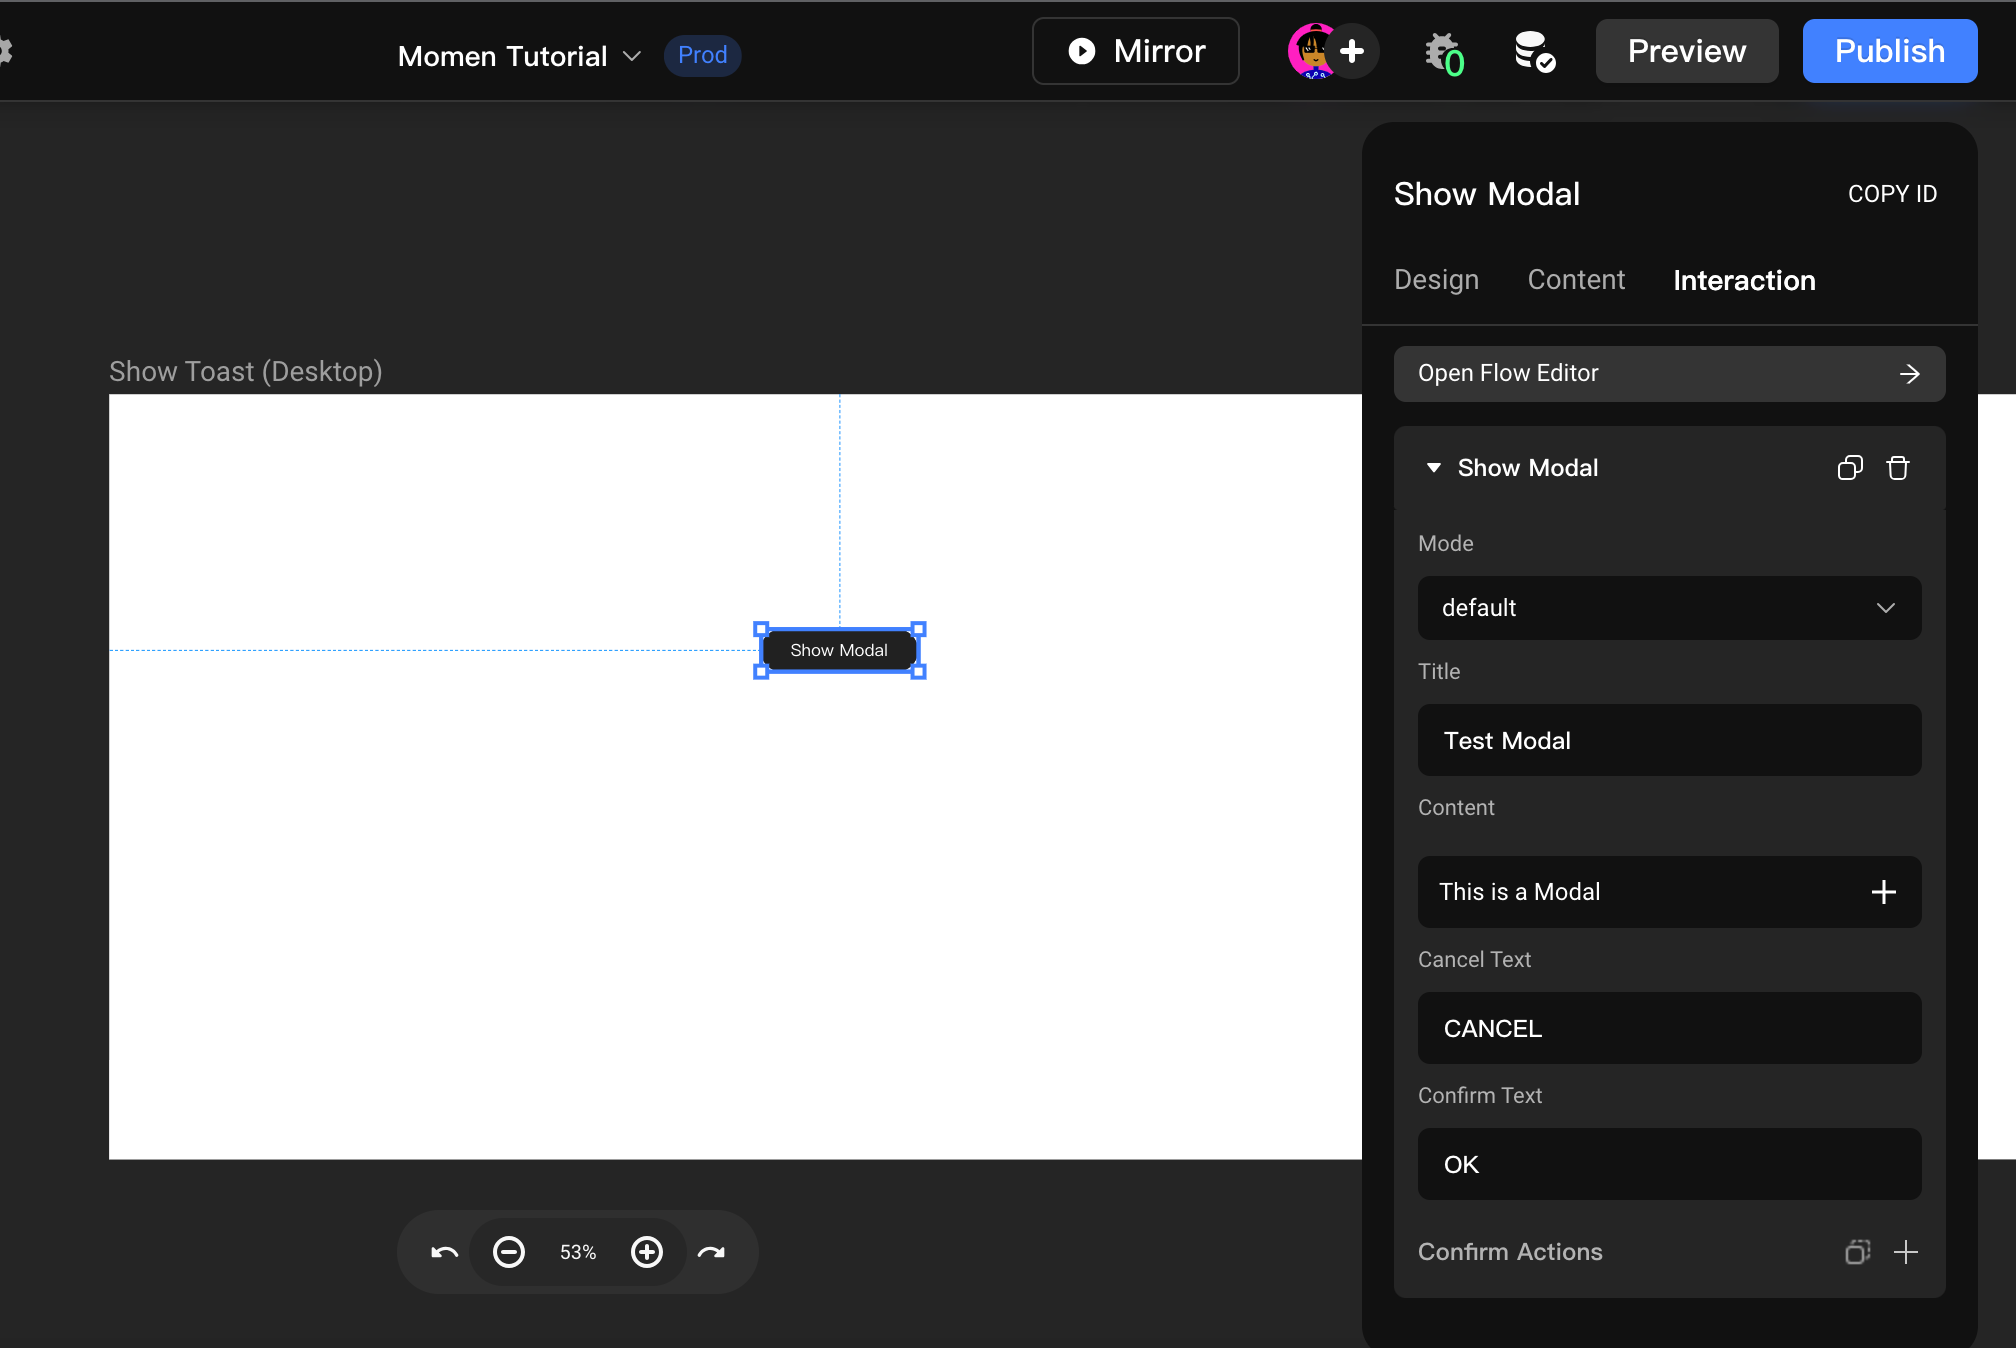 Momen Tutorial Prod Mirror 0 Preview Publish
Show Toast (Desktop)
Show Modal
53%
Show Modal COPY ID
Design Content Interaction
Open Flow Editor
Show Modal
Mode
default
Title
Test Modal
Content
This is a Modal
Cancel Text
CANCEL
Confirm Text
OK
Confirm Actions